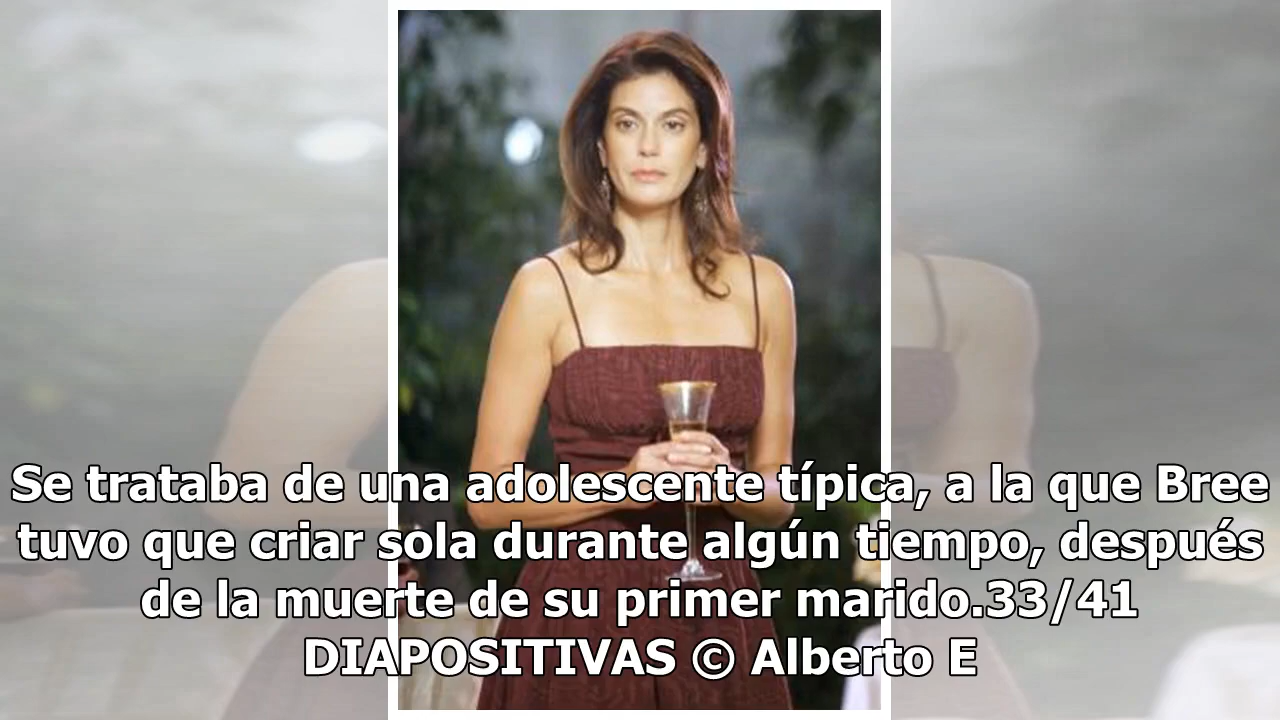 Se trataba de una adolescente típica, a la que Bree
tuvo que criar sola durante algún tiempo, después
de la muerte de su primer marido.33/41
DIAPOSITIVAS © Alberto E